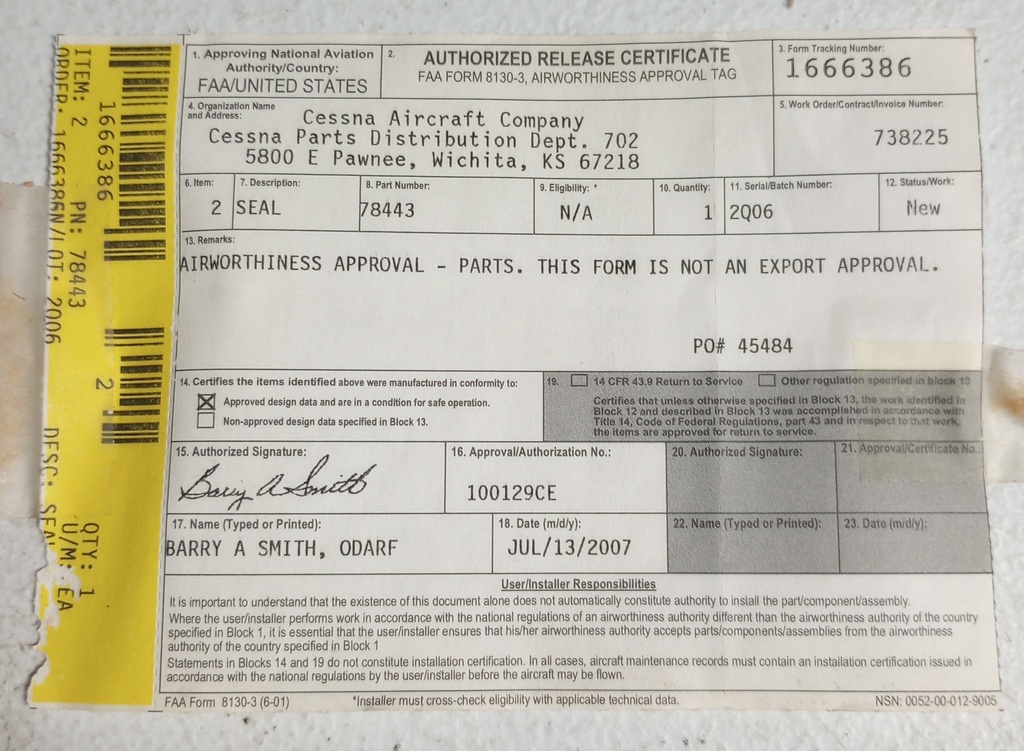 ITEM: 2 PN: 78443 QTY: 1
1666386 2 U/M: EA
DESC: SEAL
1. Approving National Aviation
Authority/Country:
FAA/UNITED STATES
2. AUTHORIZED RELEASE CERTIFICATE
FAA FORM 8130-3, AIRWORTHINESS APPROVAL TAG
3. Form Tracking Number:
1666386
4. Organization Name
and Address:
Cessna Aircraft Company
Cessna Parts Distribution Dept. 702
5800 E Pawnee, Wichita, KS 67218
5. Work Order/Contract/Invoice Number:
738225
6. Item: 7. Description: 8. Part Number: 9. Eligibility: * 10. Quantity: 11. Serial/Batch Number: 12. Status/Work:
2 SEAL 78443 N/A 1 2Q06 New
13. Remarks:
AIRWORTHINESS APPROVAL - PARTS. THIS FORM IS NOT AN EXPORT APPROVAL.
PO# 45484
14. Certifies the items identified above were manufactured in conformity to:
Approved design data and are in a condition for safe operation.
Non-approved design data specified in Block 13.
19. 14 CFR 43.9 Return to Service Other regulation specified in block 13
Certifies that unless otherwise specified in Block 13, the work identified in
Block 12 and described in Block 13 was accomplished in accordance with
Title 14, Code of Federal Regulations, part 43 and in respect to that work,
the items are approved for return to service.
15. Authorized Signature: 16. Approval/Authorization No.: 20. Authorized Signature: 21. Approval/Certificate No.:
Barry A Smith 100129CE
17. Name (Typed or Printed): 18. Date (m/d/y): 22. Name (Typed or Printed): 23. Date (m/d/y):
BARRY A SMITH, ODARF JUL/13/2007
User/Installer Responsibilities
It is important to understand that the existence of this document alone does not automatically constitute authority to install the part/component/assembly.
Where the user/installer performs work in accordance with the national regulations of an airworthiness authority different than the airworthiness authority of the country
specified in Block 1, it is essential that the user/installer ensures that his/her airworthiness authority accepts parts/components/assemblies from the airworthiness
authority of the country specified in Block 1
Statements in Blocks 14 and 19 do not constitute installation certification. In all cases, aircraft maintenance records must contain an installation certification issued in
accordance with the national regulations by the user/installer before the aircraft may be flown.
FAA Form 8130-3 (6-01) *Installer must cross-check eligibility with applicable technical data. NSN: 0052-00-012-9005